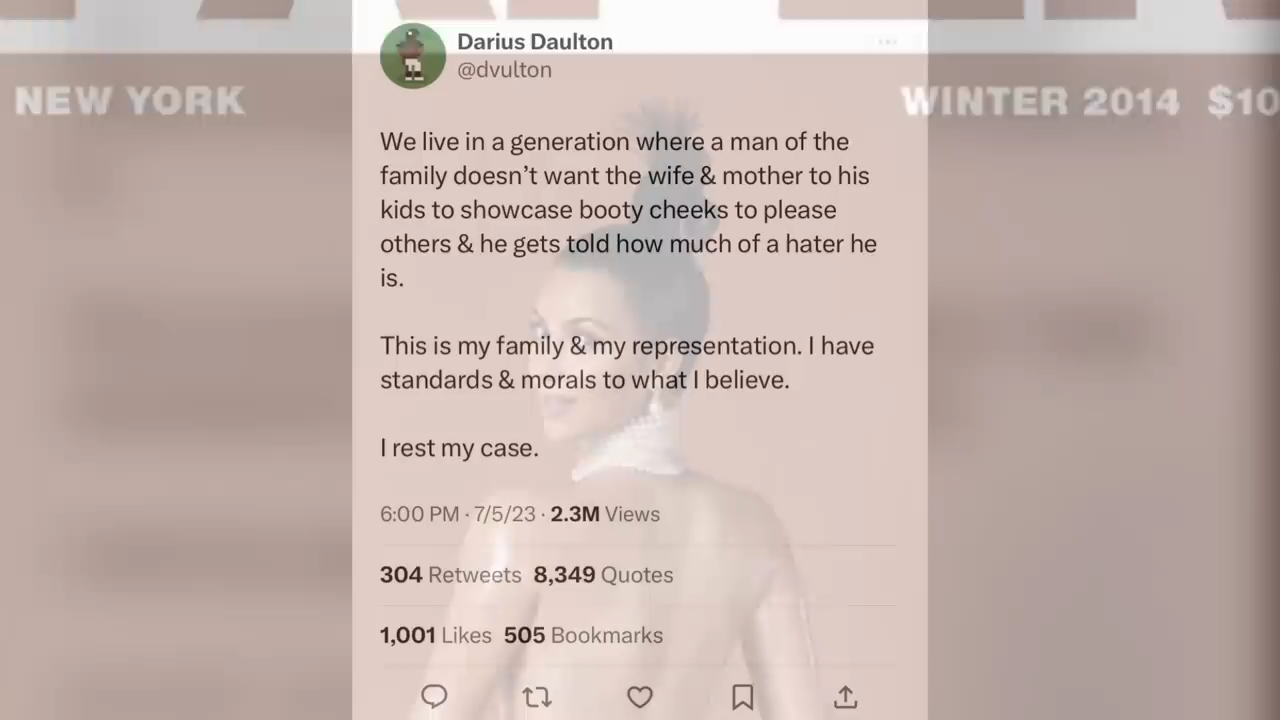 Darius Daulton
@dvulton
NEW YORK
WINTER 2014 $10
We live in a generation where a man of the
family doesn’t want the wife & mother to his
kids to showcase booty cheeks to please
others & he gets told how much of a hater he
is.
This is my family & my representation. I have
standards & morals to what I believe.
I rest my case.
6:00 PM · 7/5/23 · 2.3M Views
304 Retweets 8,349 Quotes
1,001 Likes 505 Bookmarks